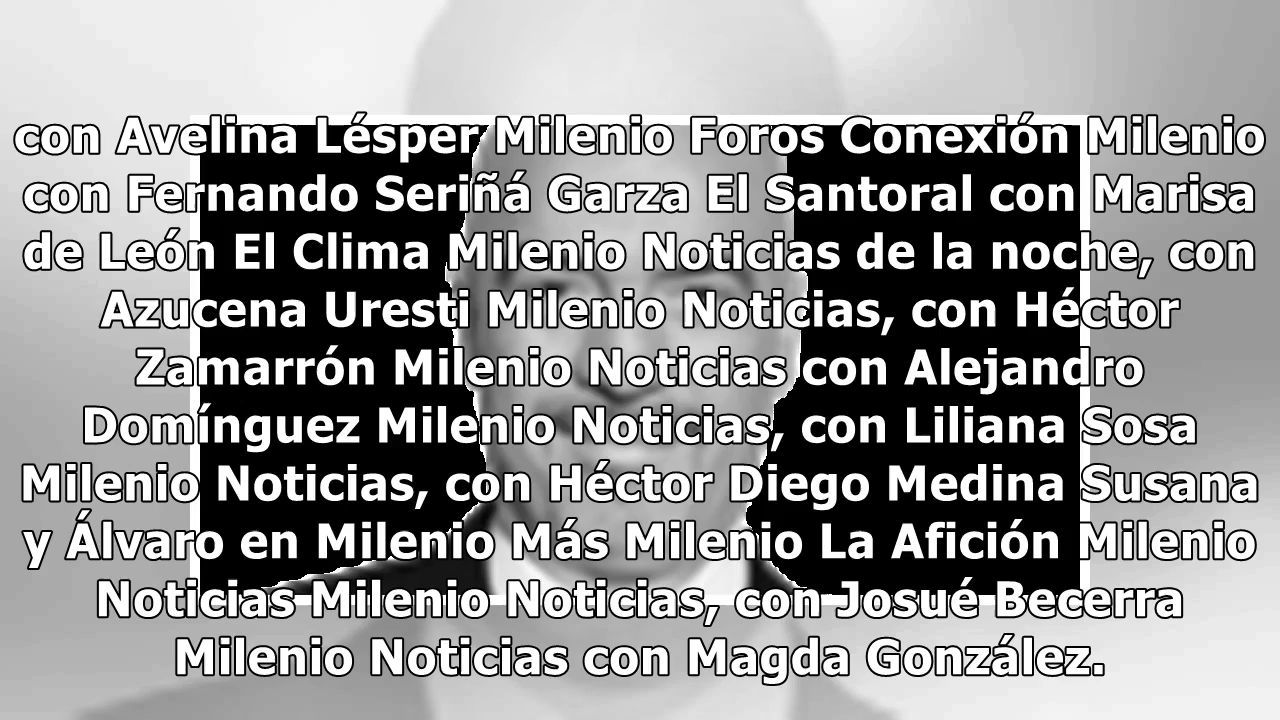 con Avelina Lésper Milenio Foros Conexión Milenio
con Fernando Seriñá Garza El Santoral con Marisa
de León El Clima Milenio Noticias de la noche, con
Azucena Uresti Milenio Noticias, con Héctor
Zamarrón Milenio Noticias con Alejandro
Domínguez Milenio Noticias, con Liliana Sosa
Milenio Noticias, con Héctor Diego Medina Susana
y Álvaro en Milenio Más Milenio La Afición Milenio
Noticias Milenio Noticias, con Josué Becerra
Milenio Noticias con Magda González.